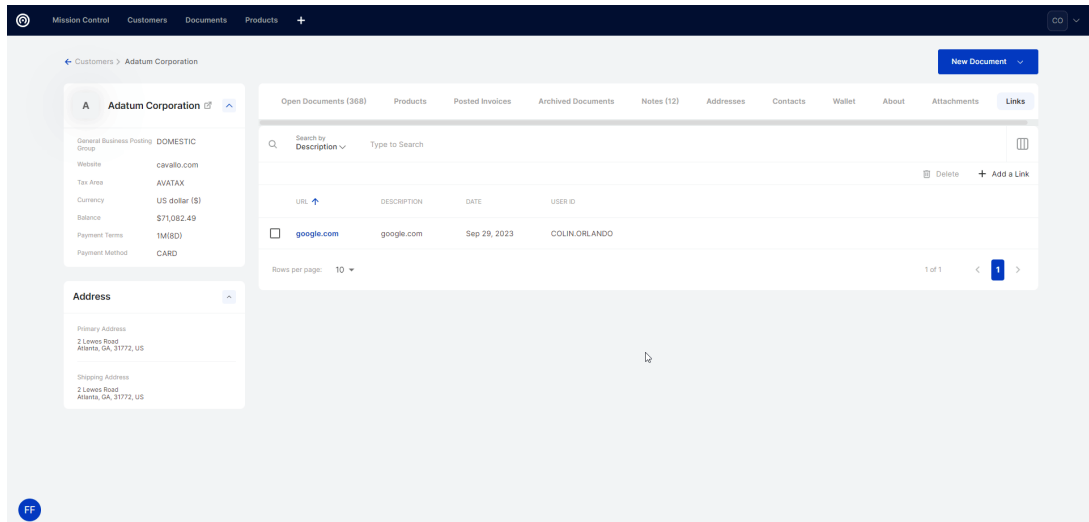 Mission Control Customers Documents Products CO
Customers > Adatum Corporation
New Document
A Adatum Corporation
General Business Posting Group DOMESTIC
Website cavallo.com
Tax Area AVATAX
Currency US dollar ($)
Balance $71,082.49
Payment Terms 1M(8D)
Payment Method CARD
Address
Primary Address
2 Lewes Road
Atlanta, GA, 31772, US
Shipping Address
2 Lewes Road
Atlanta, GA, 31772, US
Open Documents (368) Products Posted Invoices Archived Documents Notes (12) Addresses Contacts Wallet About Attachments Links
Search by
Description Type to Search
Delete + Add a Link
URL DESCRIPTION DATE USER ID
google.com google.com Sep 29, 2023 COLIN.ORLANDO
Rows per page: 10 1 of 1 < 1 >
FF